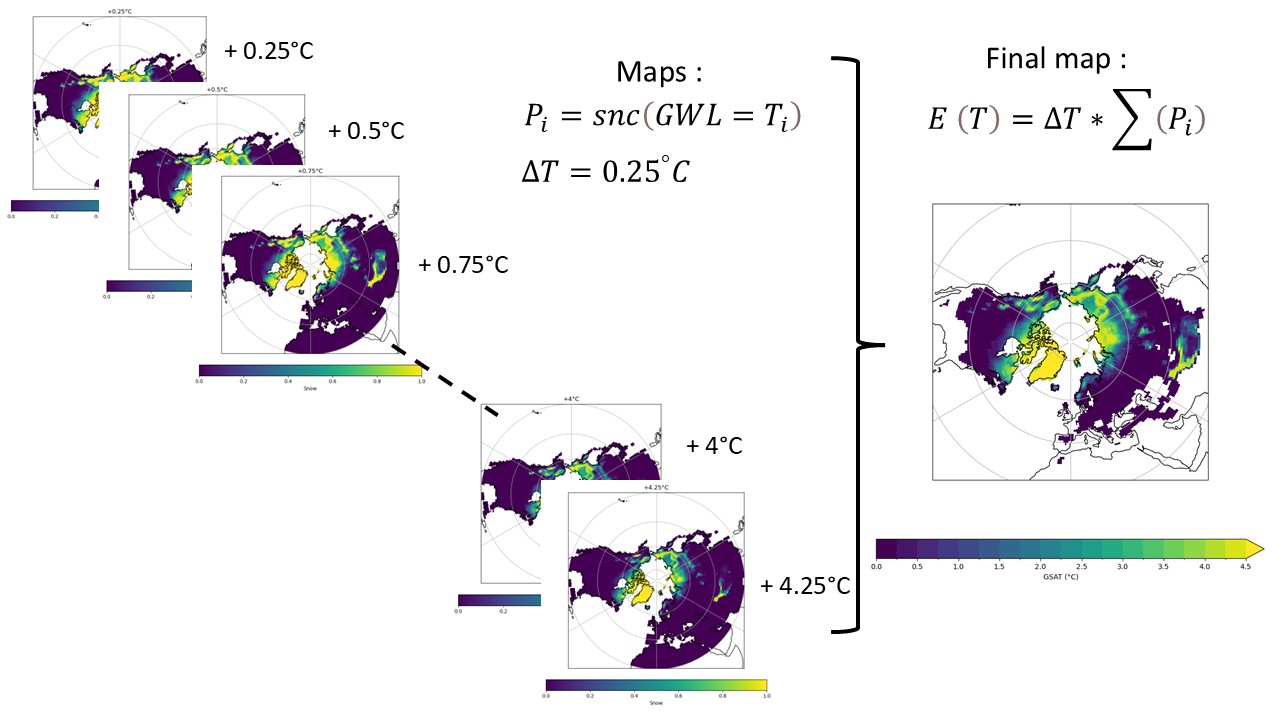 +0.25°C
+ 0.25°C
0.0 0.2
+0.5°C
+ 0.5°C
0.0 0.2
+0.75°C
+ 0.75°C
0.0 0.2 0.4 0.6 0.8 1.0
Snow
+4°C
+ 4°C
0.0 0.2
+4.25°C
+ 4.25°C
0.0 0.2 0.4 0.6 0.8 1.0
Snow
Maps :
P_i = snc(GWL = T_i)
ΔT = 0.25°C
Final map :
E (T) = ΔT ∗ ∑(P_i)
0.0 0.5 1.0 1.5 2.0 2.5 3.0 3.5 4.0 4.5
GSAT (°C)